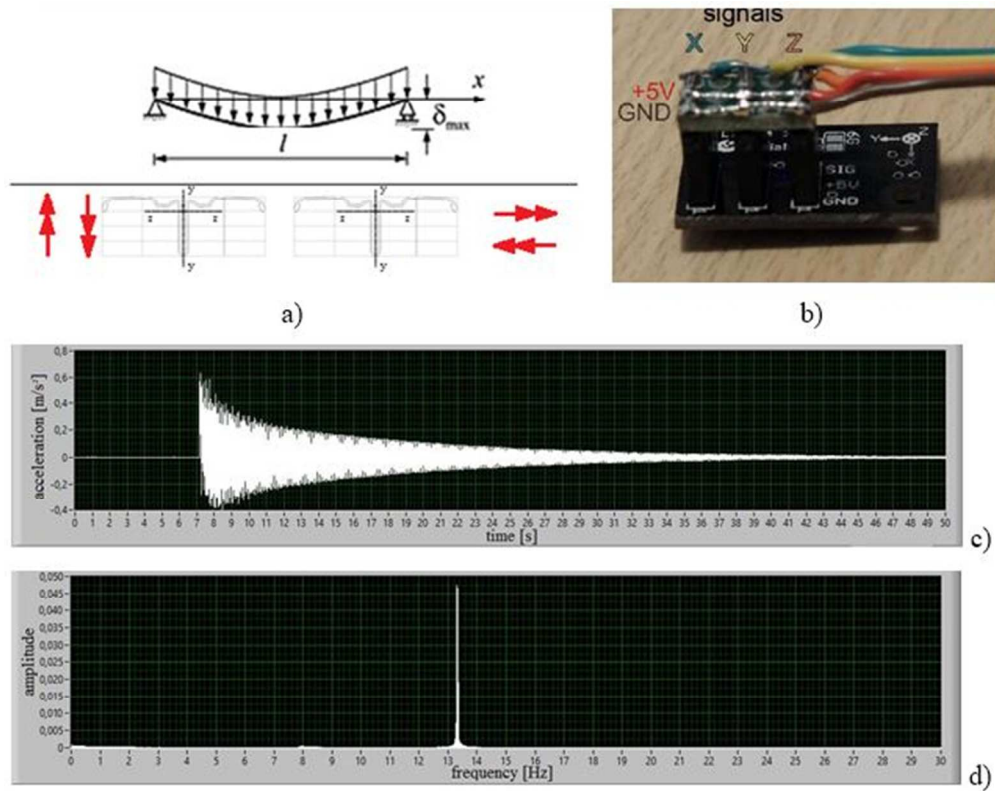 x
δmax
l
y
z z
y
y
z z
y
a)
signals
X Y Z
+5V
GND
SIG
+5V
GND
Y
Z
b)
0,8
0,6
0,4
0,2
0
-0,2
-0,4
acceleration [m/s²]
0 1 2 3 4 5 6 7 8 9 10 11 12 13 14 15 16 17 18 19 20 21 22 23 24 25 26 27 28 29 30 31 32 33 34 35 36 37 38 39 40 41 42 43 44 45 46 47 48 49 50
time [s]
c)
0,050
0,045
0,040
0,035
0,030
0,025
0,020
0,015
0,010
0,005
0
amplitude
0 1 2 3 4 5 6 7 8 9 10 11 12 13 14 15 16 17 18 19 20 21 22 23 24 25 26 27 28 29 30
frequency [Hz]
d)